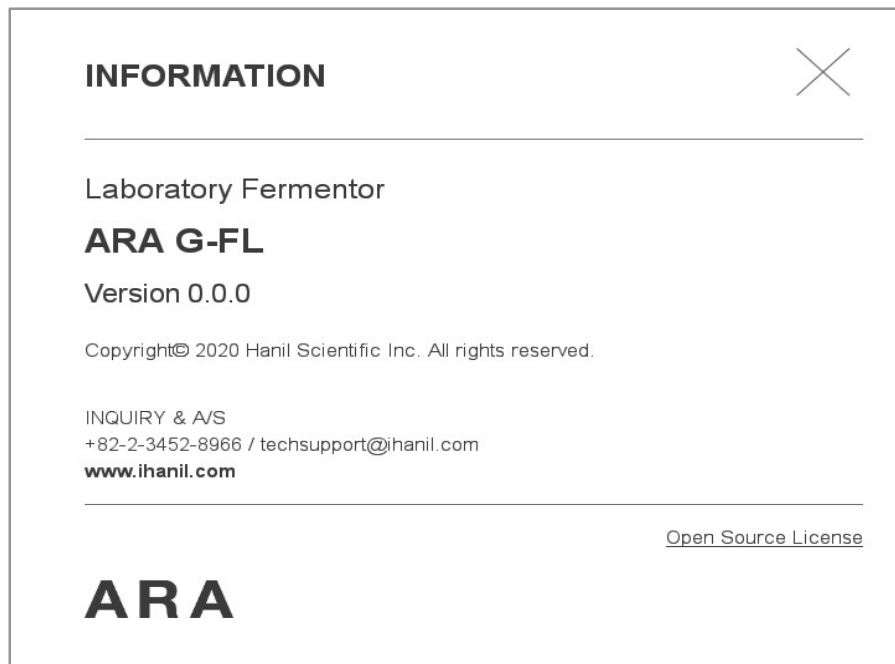 INFORMATION
Laboratory Fermentor
ARA G-FL
Version 0.0.0
Copyright© 2020 Hanil Scientific Inc. All rights reserved.
INQUIRY & A/S
+82-2-3452-8966 / techsupport@ihanil.com
www.ihanil.com
Open Source License
ARA